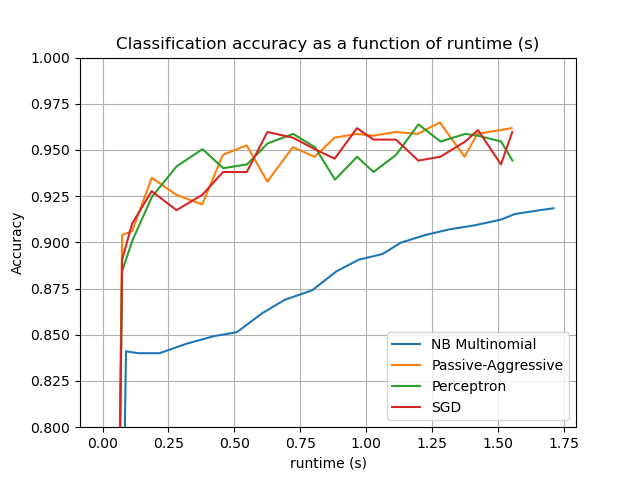 Classification accuracy as a function of runtime (s)
1.000
0.975
0.950
0.925
0.900
0.875
0.850
0.825
0.800
Accuracy
NB Multinomial
Passive-Aggressive
Perceptron
SGD
0.00 0.25 0.50 0.75 1.00 1.25 1.50 1.75
runtime (s)